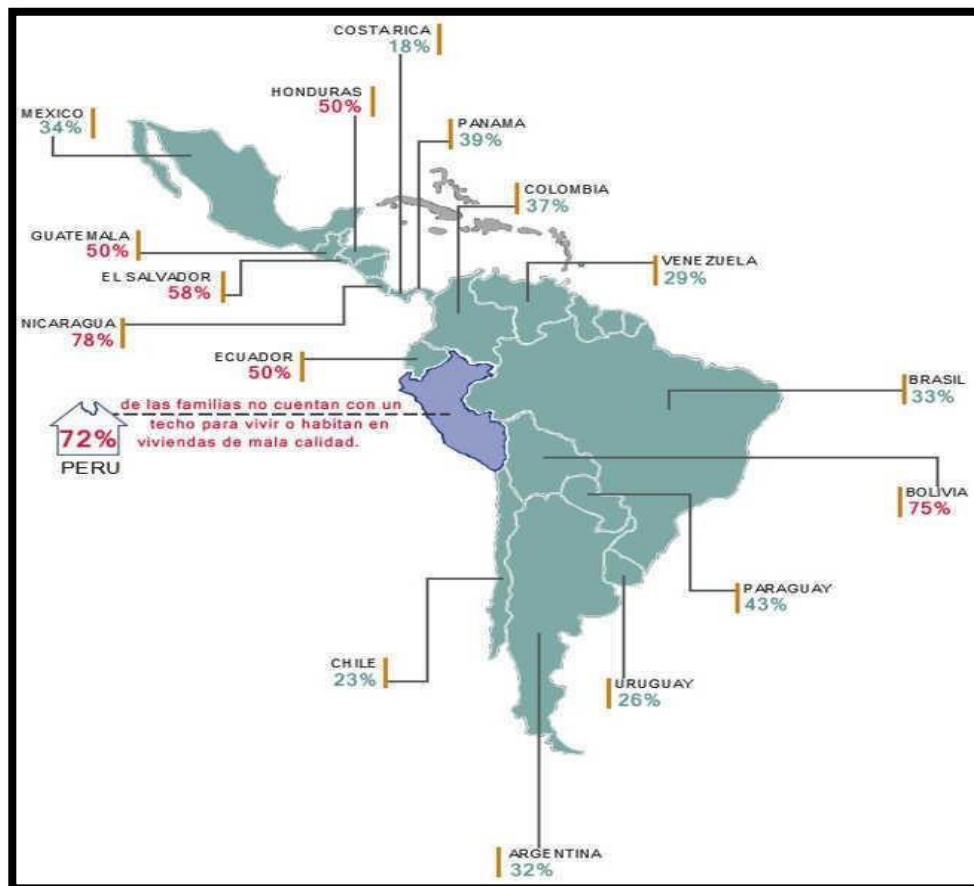 COSTA RICA
18%
HONDURAS
50%
MEXICO
34%
PANAMA
39%
COLOMBIA
37%
GUATEMALA
50%
VENEZUELA
29%
EL SALVADOR
58%
NICARAGUA
78%
ECUADOR
50%
BRASIL
33%
de las familias no cuentan con un
techo para vivir o habitan en
viviendas de mala calidad.
72%
PERU
BOLIVIA
75%
PARAGUAY
43%
CHILE
23%
URUGUAY
26%
ARGENTINA
32%